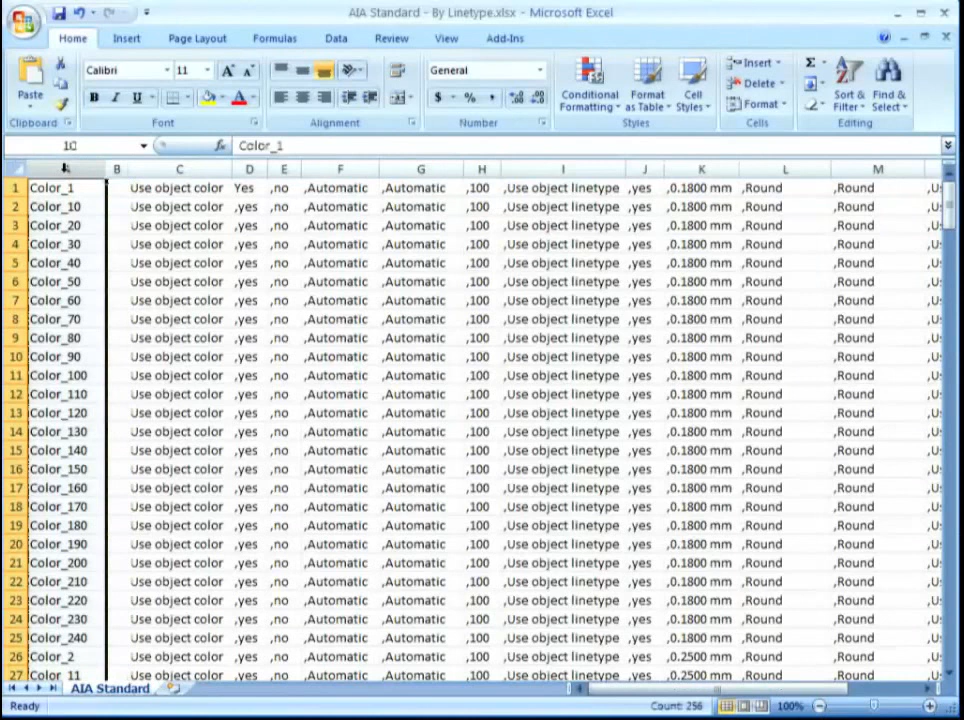 AIA Standard - By Linetype.xlsx - Microsoft Excel
Home Insert Page Layout Formulas Data Review View Add-Ins
Paste Calibri 11 A A General Conditional Formatting Format as Table Cell Styles Insert Delete Format Σ Sort & Filter Find & Select
B I U A $ % ,
Clipboard Font Alignment Number Styles Cells Editing
fx Color_1
B C D E F G H I J K L M
1 Color_1 Use object color Yes ,no ,Automatic ,Automatic ,100 ,Use object linetype ,yes ,0.1800 mm ,Round ,Round
2 Color_10 Use object color ,yes ,no ,Automatic ,Automatic ,100 ,Use object linetype ,yes ,0.1800 mm ,Round ,Round
3 Color_20 Use object color ,yes ,no ,Automatic ,Automatic ,100 ,Use object linetype ,yes ,0.1800 mm ,Round ,Round
4 Color_30 Use object color ,yes ,no ,Automatic ,Automatic ,100 ,Use object linetype ,yes ,0.1800 mm ,Round ,Round
5 Color_40 Use object color ,yes ,no ,Automatic ,Automatic ,100 ,Use object linetype ,yes ,0.1800 mm ,Round ,Round
6 Color_50 Use object color ,yes ,no ,Automatic ,Automatic ,100 ,Use object linetype ,yes ,0.1800 mm ,Round ,Round
7 Color_60 Use object color ,yes ,no ,Automatic ,Automatic ,100 ,Use object linetype ,yes ,0.1800 mm ,Round ,Round
8 Color_70 Use object color ,yes ,no ,Automatic ,Automatic ,100 ,Use object linetype ,yes ,0.1800 mm ,Round ,Round
9 Color_80 Use object color ,yes ,no ,Automatic ,Automatic ,100 ,Use object linetype ,yes ,0.1800 mm ,Round ,Round
10 Color_90 Use object color ,yes ,no ,Automatic ,Automatic ,100 ,Use object linetype ,yes ,0.1800 mm ,Round ,Round
11 Color_100 Use object color ,yes ,no ,Automatic ,Automatic ,100 ,Use object linetype ,yes ,0.1800 mm ,Round ,Round
12 Color_110 Use object color ,yes ,no ,Automatic ,Automatic ,100 ,Use object linetype ,yes ,0.1800 mm ,Round ,Round
13 Color_120 Use object color ,yes ,no ,Automatic ,Automatic ,100 ,Use object linetype ,yes ,0.1800 mm ,Round ,Round
14 Color_130 Use object color ,yes ,no ,Automatic ,Automatic ,100 ,Use object linetype ,yes ,0.1800 mm ,Round ,Round
15 Color_140 Use object color ,yes ,no ,Automatic ,Automatic ,100 ,Use object linetype ,yes ,0.1800 mm ,Round ,Round
16 Color_150 Use object color ,yes ,no ,Automatic ,Automatic ,100 ,Use object linetype ,yes ,0.1800 mm ,Round ,Round
17 Color_160 Use object color ,yes ,no ,Automatic ,Automatic ,100 ,Use object linetype ,yes ,0.1800 mm ,Round ,Round
18 Color_170 Use object color ,yes ,no ,Automatic ,Automatic ,100 ,Use object linetype ,yes ,0.1800 mm ,Round ,Round
19 Color_180 Use object color ,yes ,no ,Automatic ,Automatic ,100 ,Use object linetype ,yes ,0.1800 mm ,Round ,Round
20 Color_190 Use object color ,yes ,no ,Automatic ,Automatic ,100 ,Use object linetype ,yes ,0.1800 mm ,Round ,Round
21 Color_200 Use object color ,yes ,no ,Automatic ,Automatic ,100 ,Use object linetype ,yes ,0.1800 mm ,Round ,Round
22 Color_210 Use object color ,yes ,no ,Automatic ,Automatic ,100 ,Use object linetype ,yes ,0.1800 mm ,Round ,Round
23 Color_220 Use object color ,yes ,no ,Automatic ,Automatic ,100 ,Use object linetype ,yes ,0.1800 mm ,Round ,Round
24 Color_230 Use object color ,yes ,no ,Automatic ,Automatic ,100 ,Use object linetype ,yes ,0.1800 mm ,Round ,Round
25 Color_240 Use object color ,yes ,no ,Automatic ,Automatic ,100 ,Use object linetype ,yes ,0.1800 mm ,Round ,Round
26 Color_2 Use object color ,yes ,no ,Automatic ,Automatic ,100 ,Use object linetype ,yes ,0.2500 mm ,Round ,Round
27 Color_11 Use object color ,yes ,no ,Automatic ,Automatic ,100 ,Use object linetype ,yes ,0.2500 mm ,Round ,Round
AIA Standard
Ready Count: 256 100%